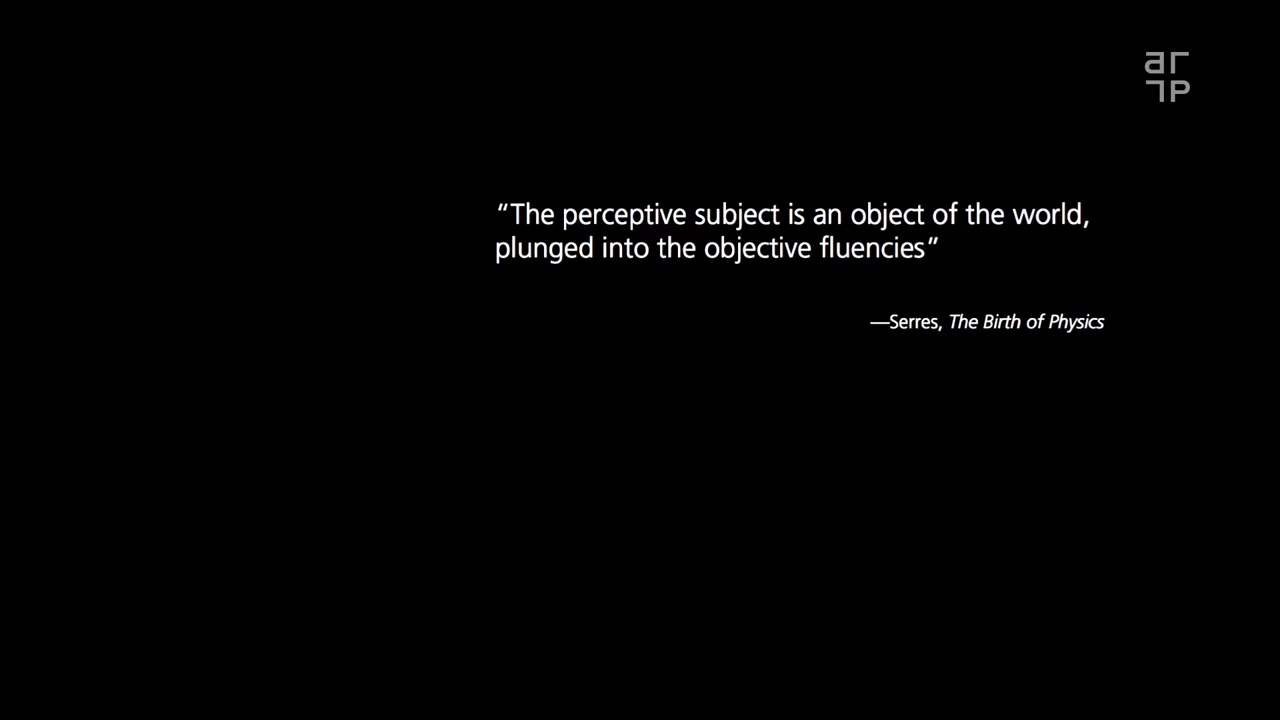 ar
“The perceptive subject is an object of the world,
plunged into the objective fluencies”
—Serres, The Birth of Physics